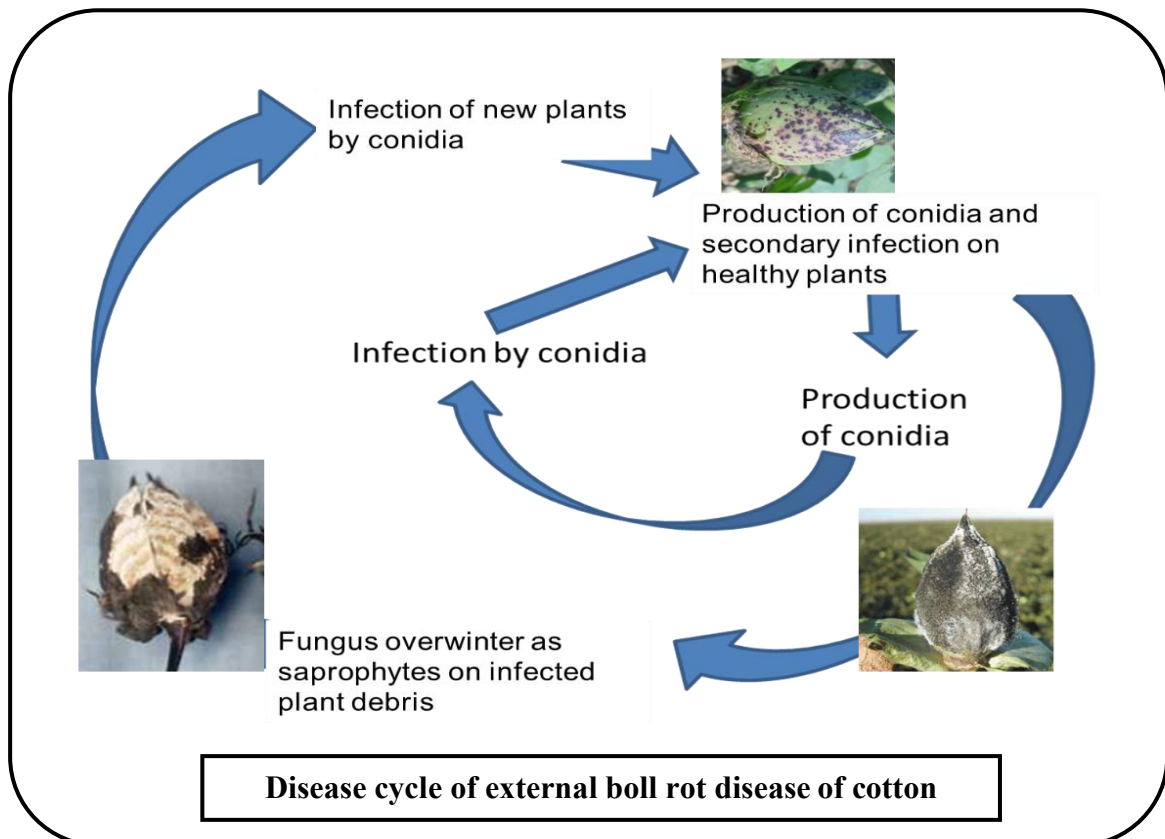 Infection of new plants
by conidia
Production of conidia and
secondary infection on
healthy plants
Infection by conidia
Production
of conidia
Fungus overwinter as
saprophytes on infected
plant debris
Disease cycle of external boll rot disease of cotton